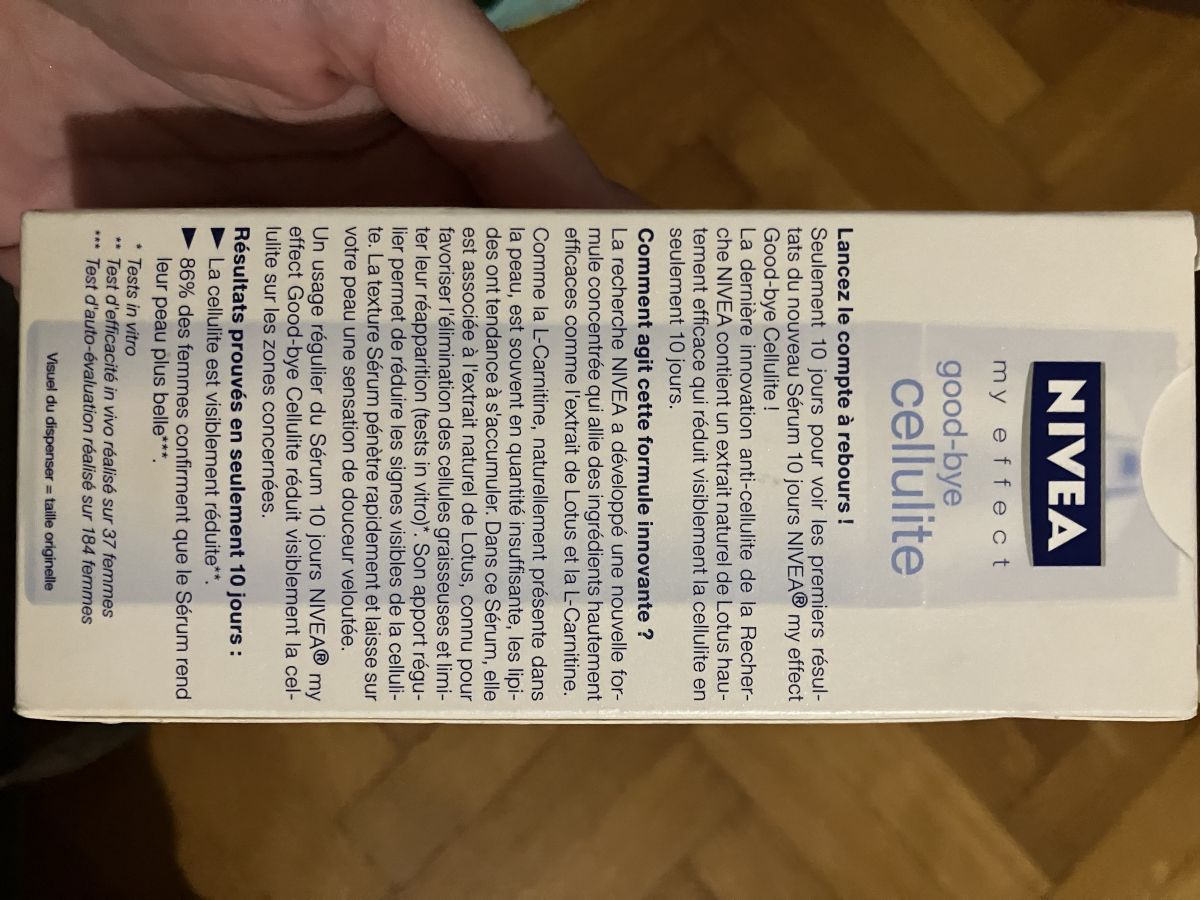 NIVEA
my effect
good-bye
cellulite
Lancez le compte à rebours !
Seulement 10 jours pour voir les premiers résul-
tats du nouveau Sérum 10 jours NIVEA® my effect
Good-bye Cellulite !
La dernière innovation anti-cellulite de la Recher-
che NIVEA contient un extrait naturel de Lotus hau-
tement efficace qui réduit visiblement la cellulite en
seulement 10 jours.
Comment agit cette formule innovante ?
La recherche NIVEA a développé une nouvelle for-
mule concentrée qui allie des ingrédients hautement
efficaces comme l'extrait de Lotus et la L-Carnitine.
Comme la L-Carnitine, naturellement présente dans
la peau, est souvent en quantité insuffisante, les lipi-
des ont tendance à s'accumuler. Dans ce Sérum, elle
est associée à l'extrait naturel de Lotus, connu pour
favoriser l'élimination des cellules graisseuses et limi-
ter leur réapparition (tests in vitro)*. Son apport régu-
lier permet de réduire les signes visibles de la celluli-
te. La texture Sérum pénètre rapidement et laisse sur
votre peau une sensation de douceur veloutée.
Un usage régulier du Sérum 10 jours NIVEA® my
effect Good-bye Cellulite réduit visiblement la cel-
lulite sur les zones concernées.
Résultats prouvés en seulement 10 jours :
► La cellulite est visiblement réduite**.
► 86% des femmes confirment que le Sérum rend
leur peau plus belle***
* Tests in vitro
** Test d'efficacité in vivo réalisé sur 37 femmes
*** Test d'auto-évaluation réalisé sur 184 femmes
Visuel du dispenser = taille originelle